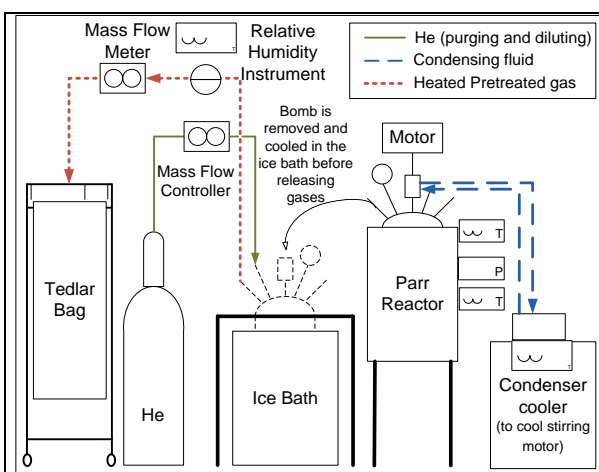 Mass Flow
Meter
Relative
Humidity
Instrument
T
He (purging and diluting)
Condensing fluid
Heated Pretreated gas
Bomb is
removed and
cooled in the
ice bath before
releasing
gases
Motor
Mass Flow
Controller
T
P
T
Parr
Reactor
Tedlar
Bag
He
Ice Bath
T
Condenser
cooler
(to cool stirring
motor)